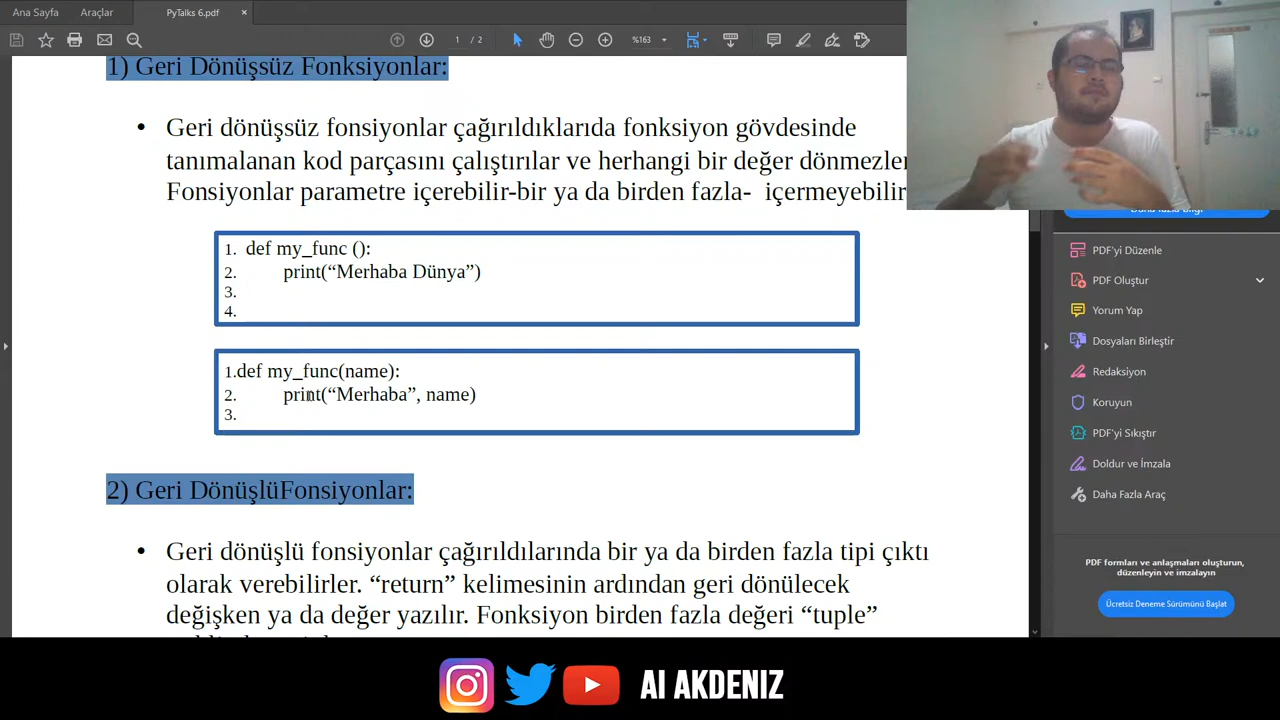 Ana Sayfa Araçlar PyTalks 6.pdf ×
1 / 2 %163
1) Geri Dönüşsüz Fonksiyonlar:
• Geri dönüşsüz fonsiyonlar çağırıldıklarıda fonksiyon gövdesinde
tanımalanan kod parçasını çalıştırılar ve herhangi bir değer dönmezler
Fonsiyonlar parametre içerebilir-bir ya da birden fazla- içermeyebilir
1. def my_func ():
2. print(“Merhaba Dünya”)
3.
4.
1.def my_func(name):
2. print(“Merhaba”, name)
3.
2) Geri DönüşlüFonsiyonlar:
• Geri dönüşlü fonsiyonlar çağırıldılarında bir ya da birden fazla tipi çıktı
olarak verebilirler. “return” kelimesinin ardından geri dönülecek
değişken ya da değer yazılır. Fonksiyon birden fazla değeri “tuple”
PDF'yi Düzenle
PDF Oluştur
Yorum Yap
Dosyaları Birleştir
Redaksiyon
Koruyun
PDF'yi Sıkıştır
Doldur ve İmzala
Daha Fazla Araç
PDF formları ve anlaşmaları oluşturun,
düzenleyin ve imzalayın
Ücretsiz Deneme Sürümünü Başlat
AI AKDENIZ